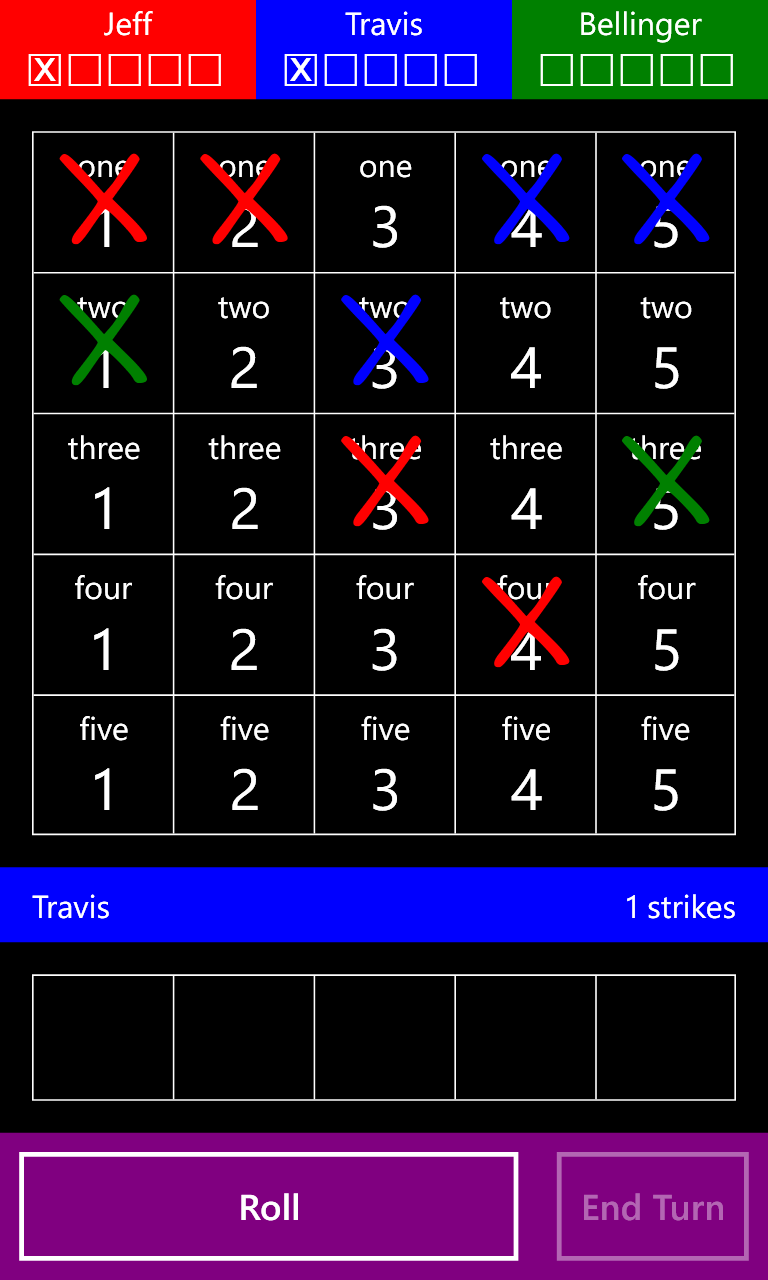 Jeff Travis Bellinger
X X
one one one one one
1 2 3 4 5
two two two two two
1 2 3 4 5
three three three three three
1 2 3 4 5
four four four four four
1 2 3 4 5
five five five five five
1 2 3 4 5
Travis 1 strikes
Roll End Turn